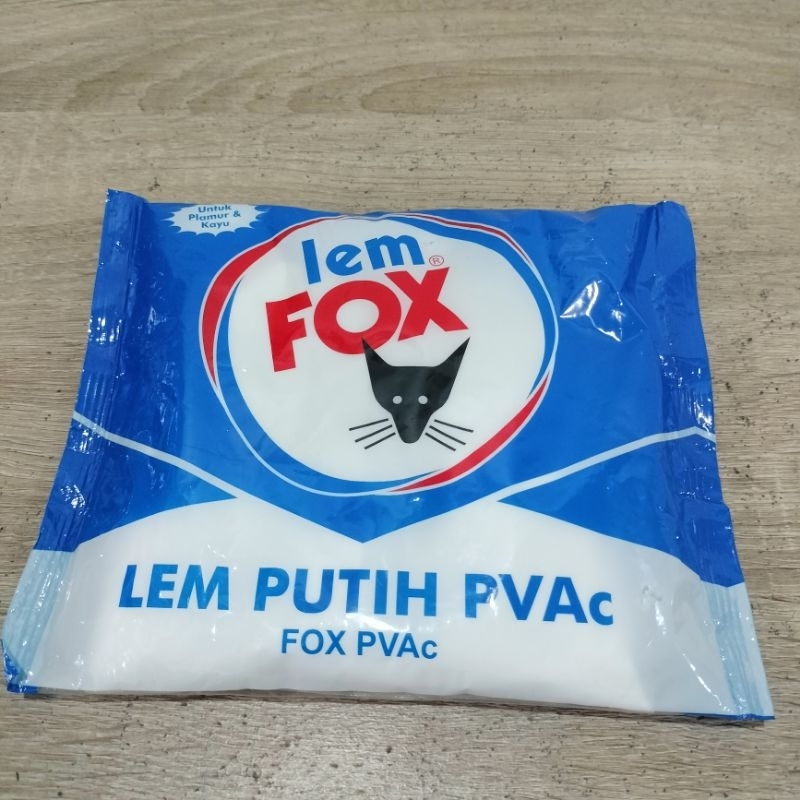 Untuk
Plamur &
Kayu
lem
FOX®
LEM PUTIH PVAc
FOX PVAc